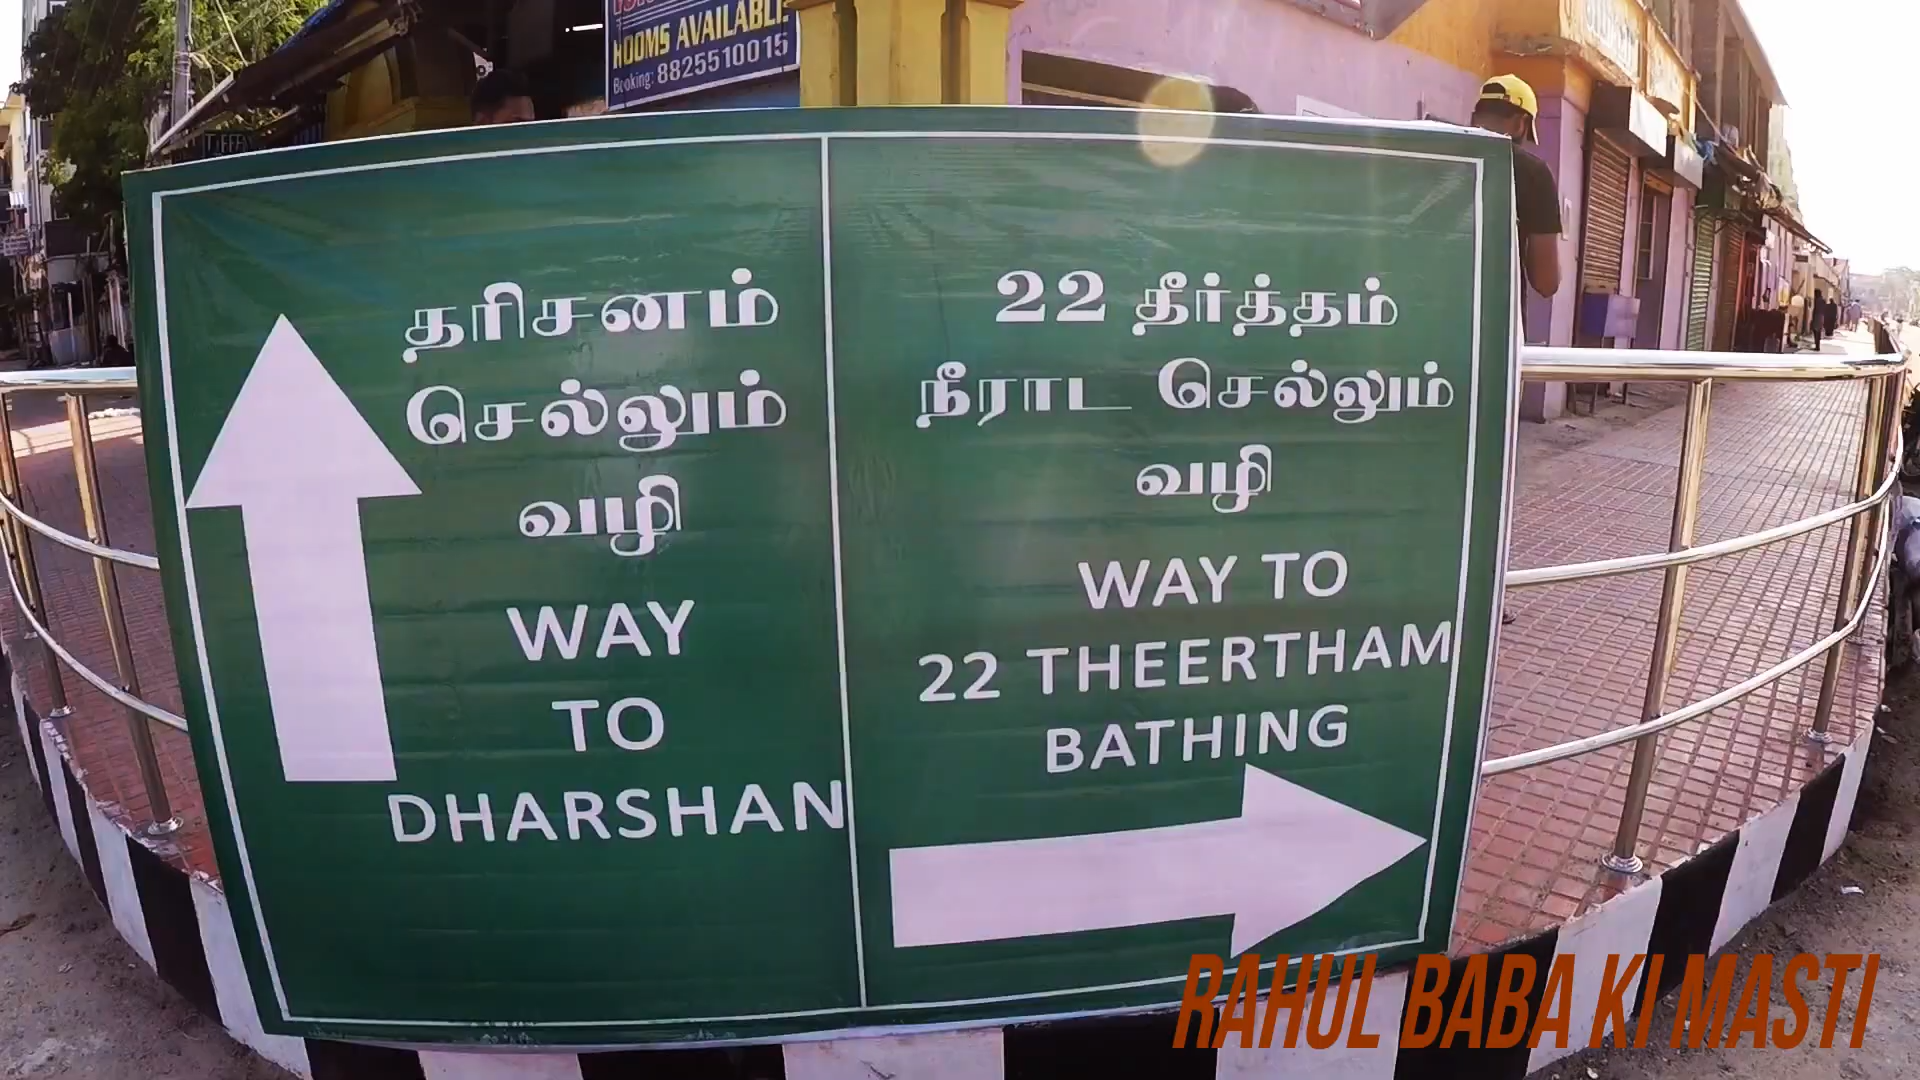 ROOMS AVAILABLE
Booking: 8825510015
தரிசனம்
செல்லும்
வழி
WAY
TO
DHARSHAN
22 தீர்த்தம்
நீராட செல்லும்
வழி
WAY TO
22 THEERTHAM
BATHING
RAHUL BABA KI MASTI